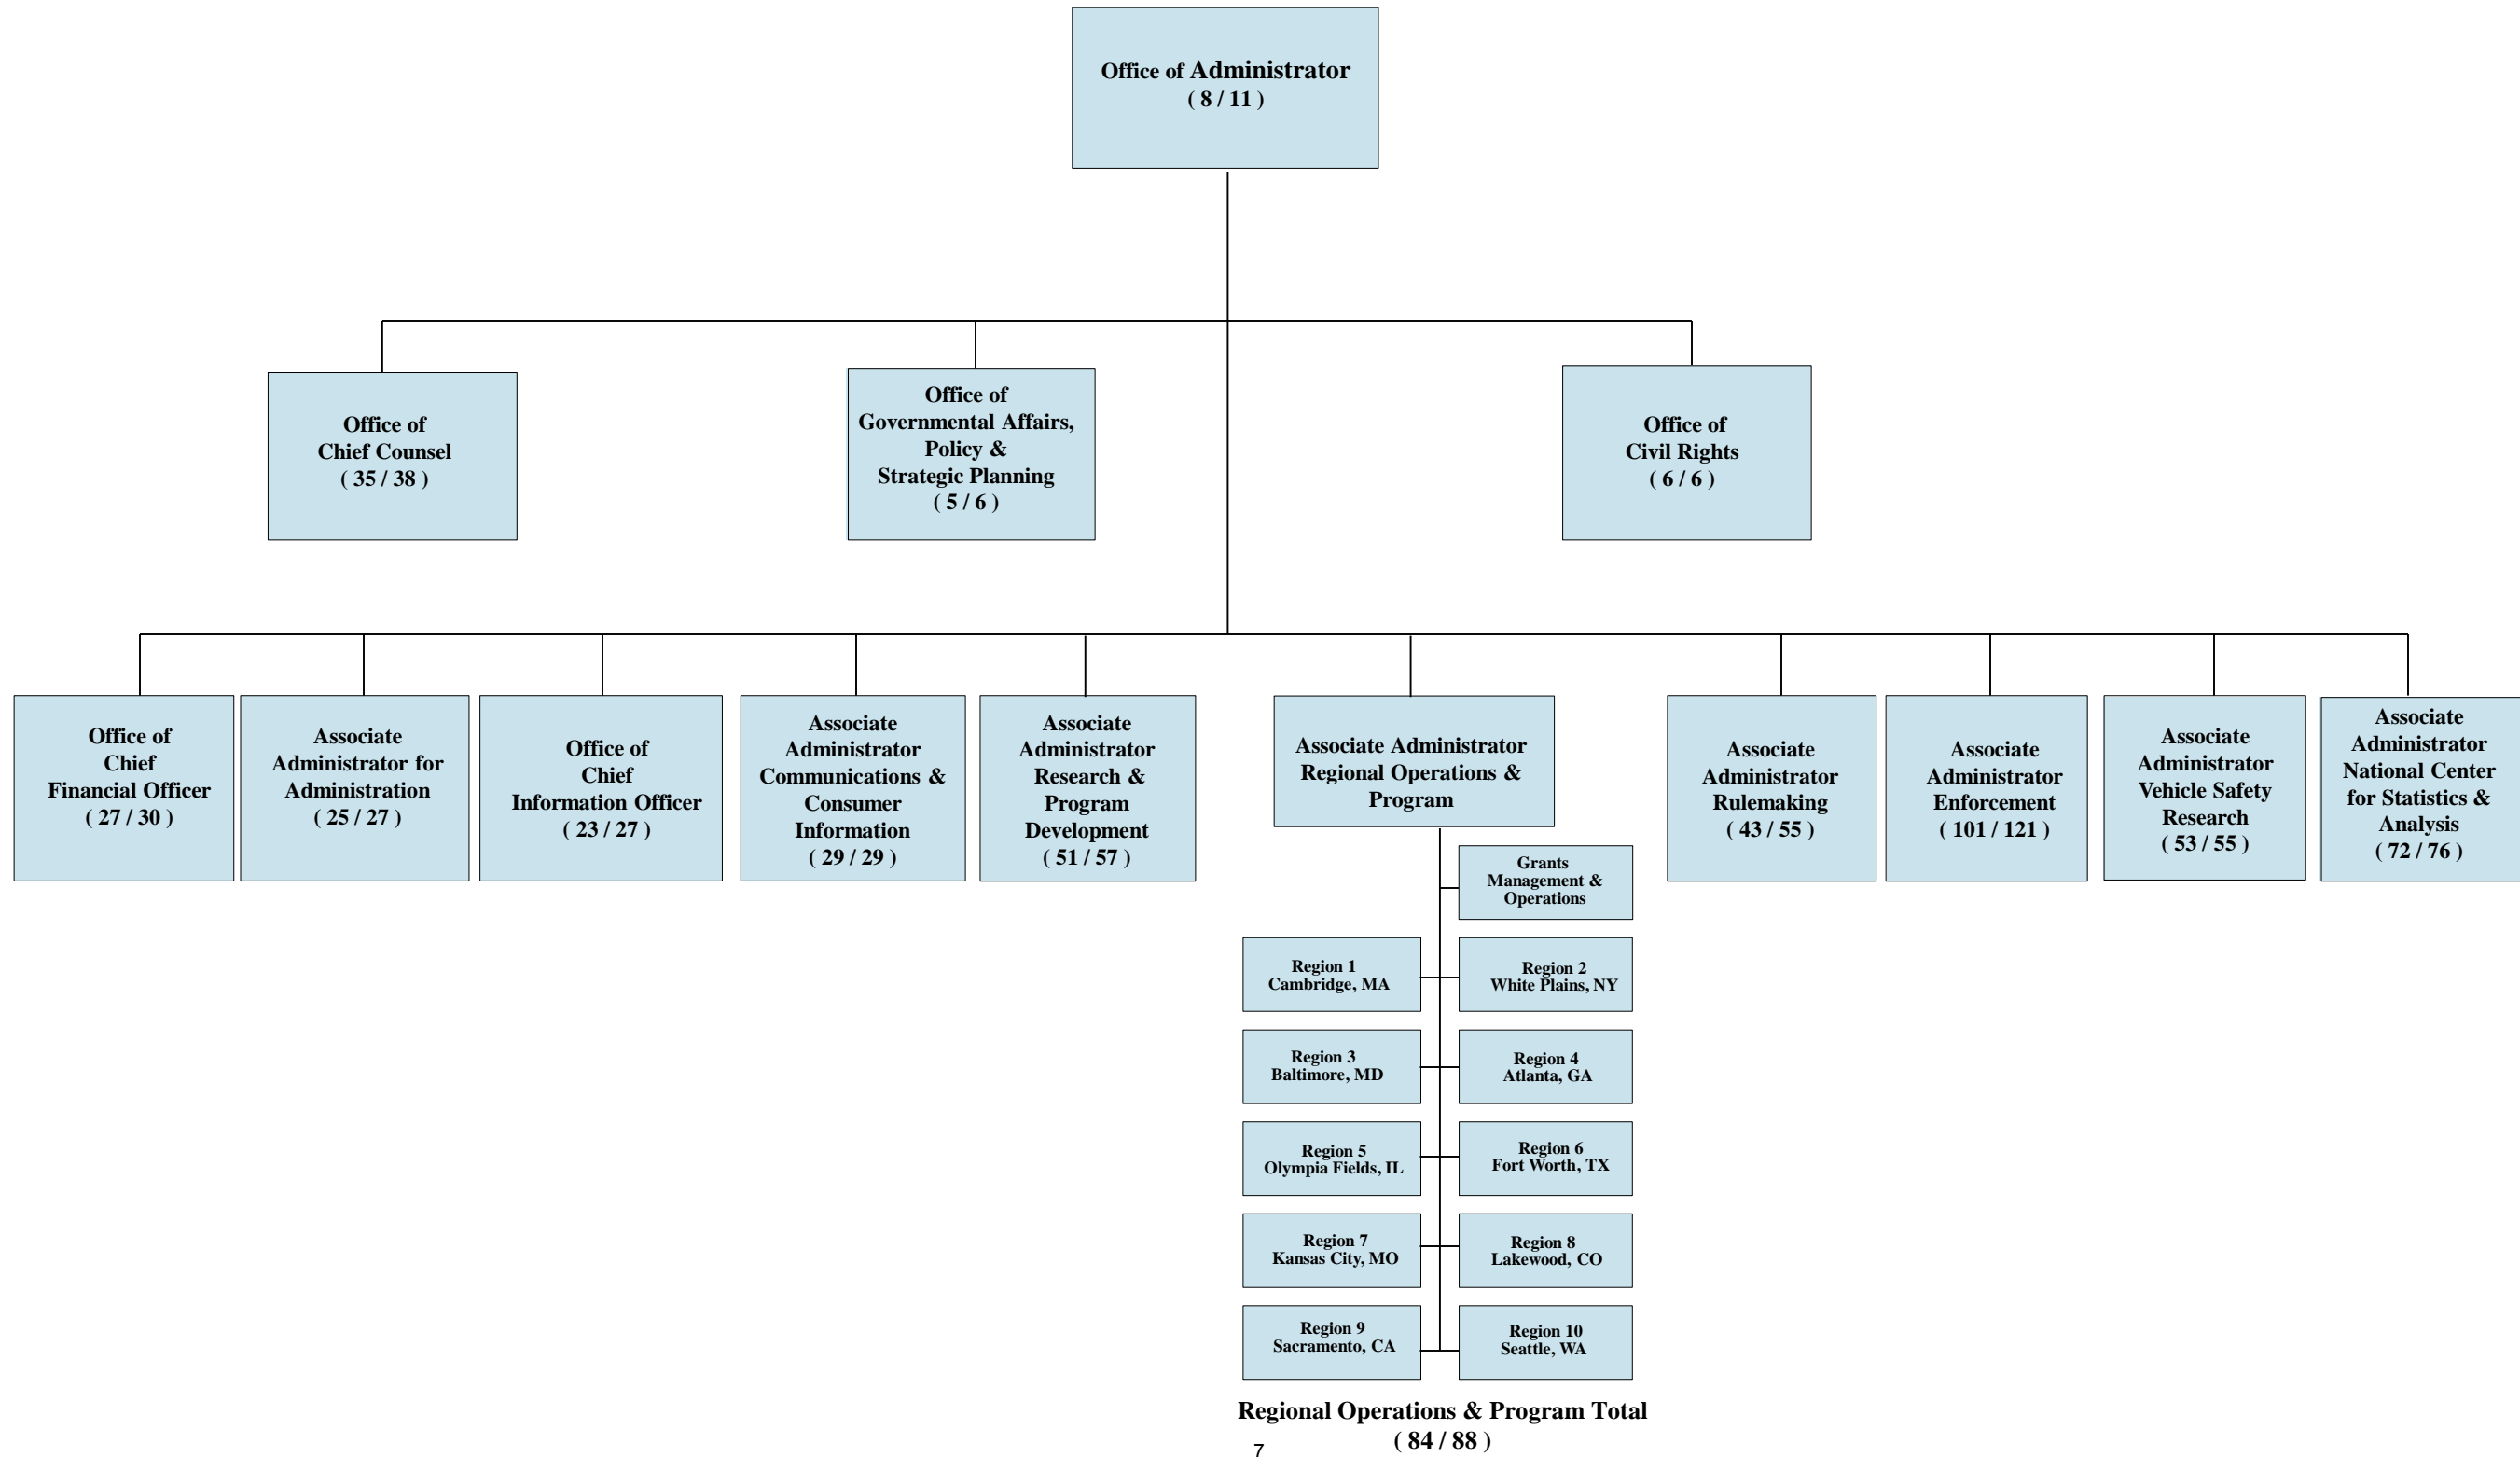 Office of Administrator
( 8 / 11 )
Office of
Chief Counsel
( 35 / 38 )
Office of
Governmental Affairs,
Policy &
Strategic Planning
( 5 / 6 )
Office of
Civil Rights
( 6 / 6 )
Office of
Chief
Financial Officer
( 27 / 30 )
Associate
Administrator for
Administration
( 25 / 27 )
Office of
Chief
Information Officer
( 23 / 27 )
Associate
Administrator
Communications &
Consumer
Information
( 29 / 29 )
Associate
Administrator
Research &
Program
Development
( 51 / 57 )
Associate Administrator
Regional Operations &
Program
Associate
Administrator
Rulemaking
( 43 / 55 )
Associate
Administrator
Enforcement
( 101 / 121 )
Associate
Administrator
Vehicle Safety
Research
( 53 / 55 )
Associate
Administrator
National Center
for Statistics &
Analysis
( 72 / 76 )
Grants
Management &
Operations
Region 1
Cambridge, MA
Region 2
White Plains, NY
Region 3
Baltimore, MD
Region 4
Atlanta, GA
Region 5
Olympia Fields, IL
Region 6
Fort Worth, TX
Region 7
Kansas City, MO
Region 8
Lakewood, CO
Region 9
Sacramento, CA
Region 10
Seattle, WA
Regional Operations & Program Total
( 84 / 88 )
7